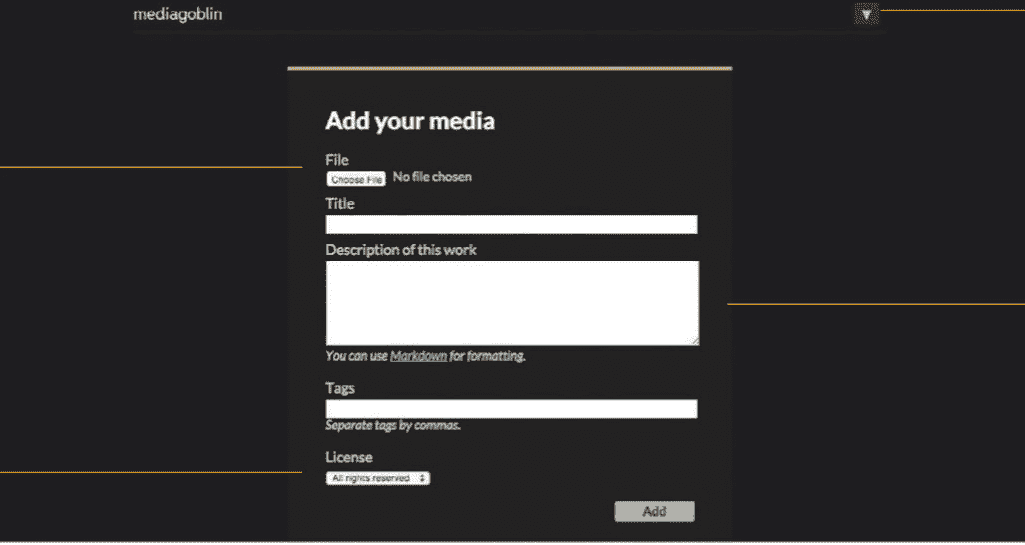 mediagoblin
Add your media
File
Choose File No file chosen
Title
Description of this work
You can use Markdown for formatting.
Tags
Separate tags by commas.
License
All rights reserved
Add